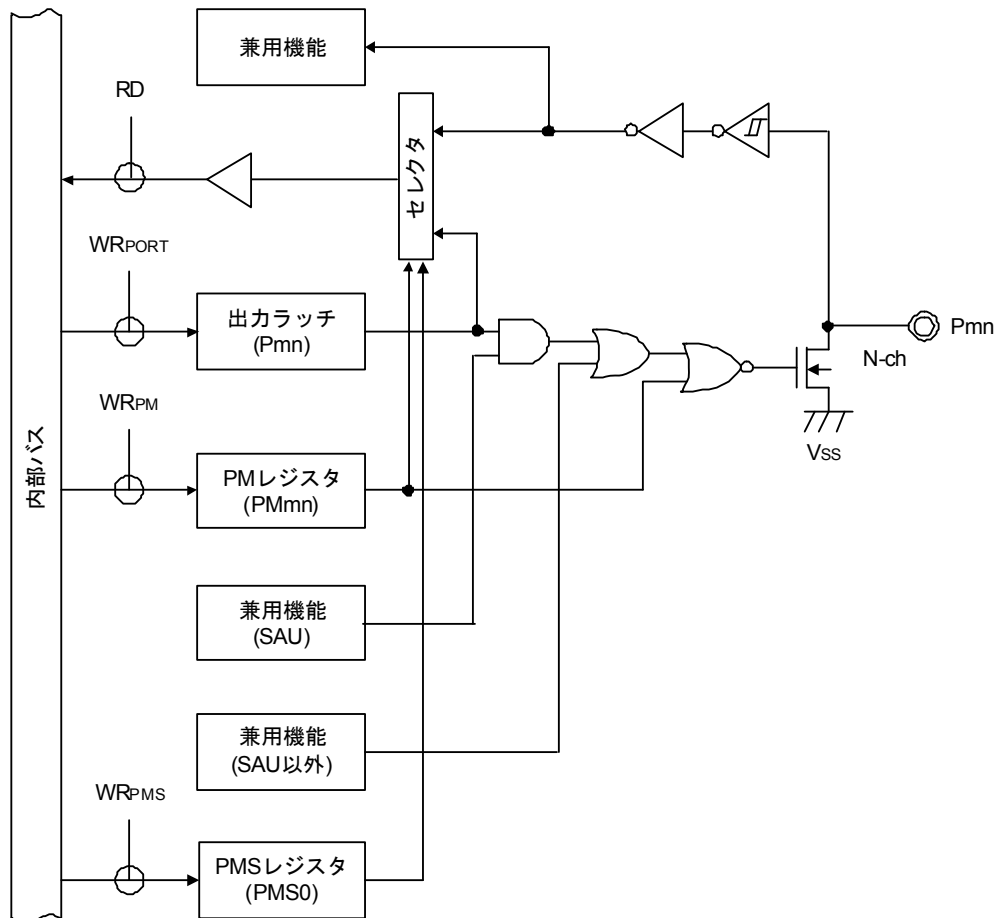 兼用機能
RD
セレクタ
WRPORT
出力ラッチ
(Pmn)
Pmn
N-ch
WRPM
VSS
内部バス
PMレジスタ
(PMmn)
兼用機能
(SAU)
兼用機能
(SAU以外)
WRPMS
PMSレジスタ
(PMS0)